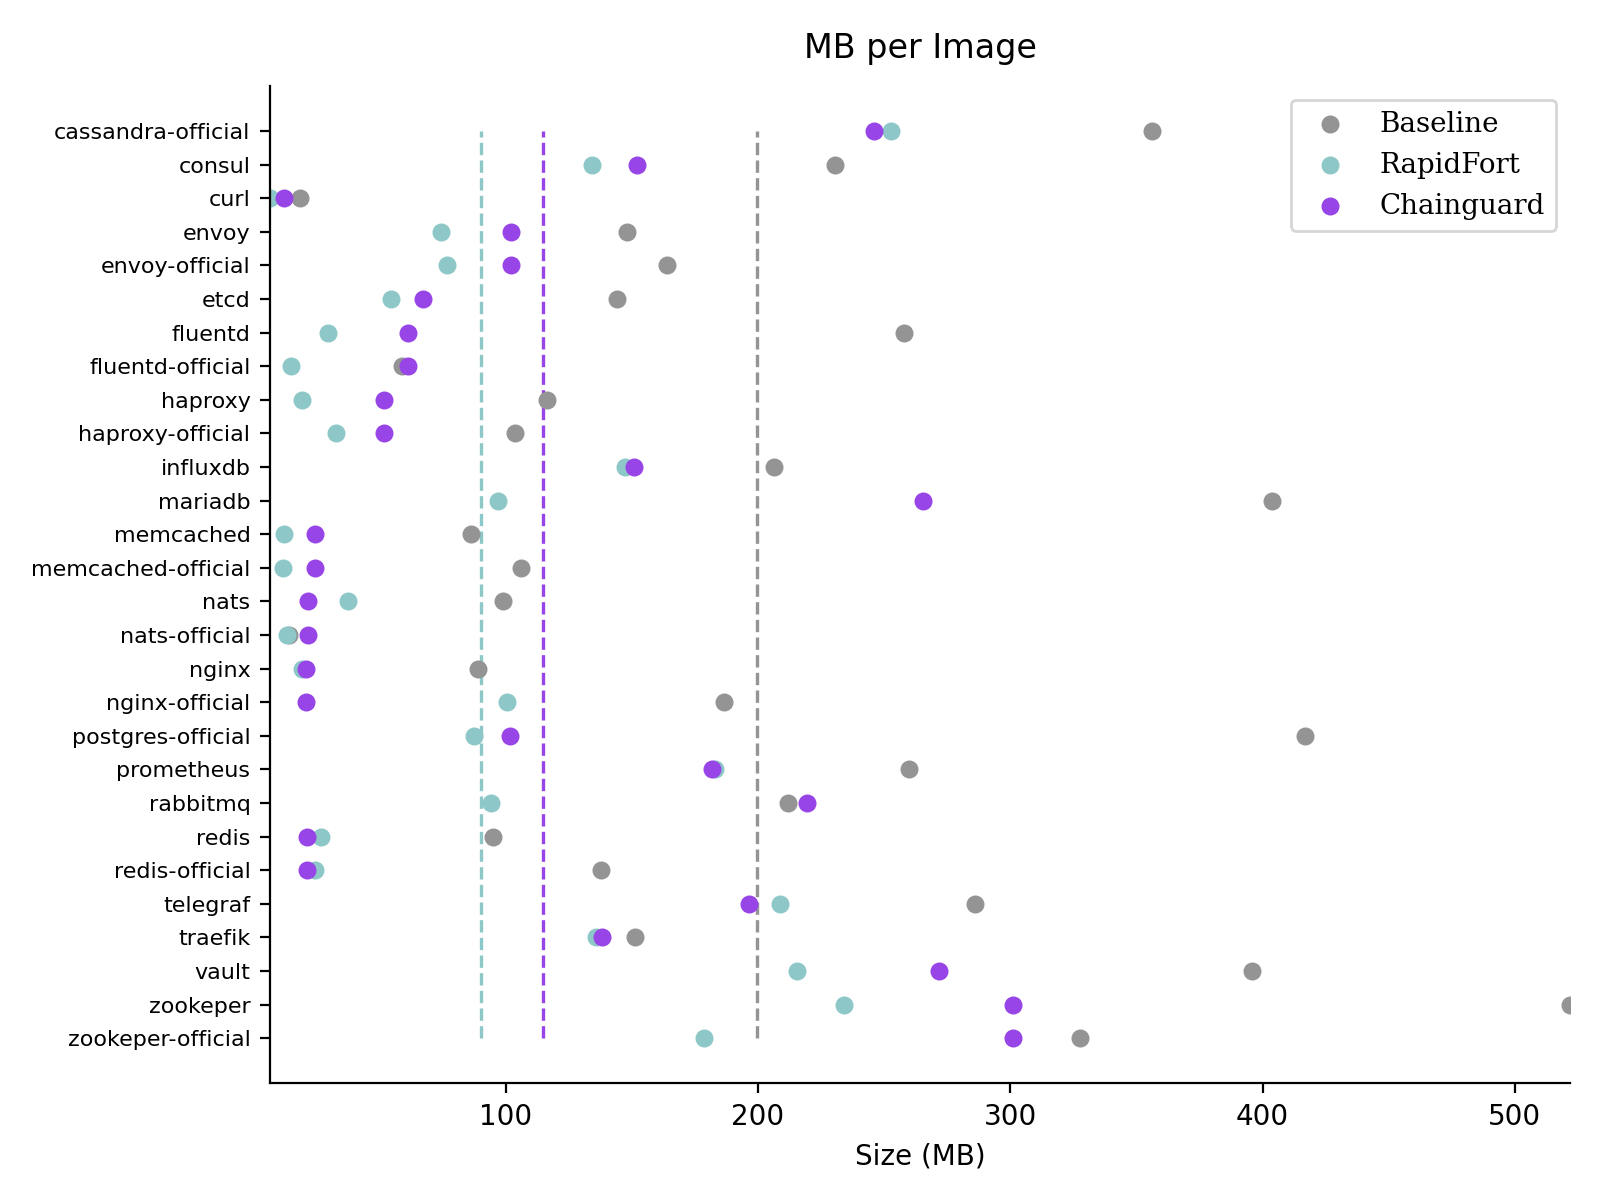 MB per Image
Baseline
RapidFort
Chainguard
cassandra-official
consul
curl
envoy
envoy-official
etcd
fluentd
fluentd-official
haproxy
haproxy-official
influxdb
mariadb
memcached
memcached-official
nats
nats-official
nginx
nginx-official
postgres-official
prometheus
rabbitmq
redis
redis-official
telegraf
traefik
vault
zookeper
zookeper-official
100 200 300 400 500
Size (MB)